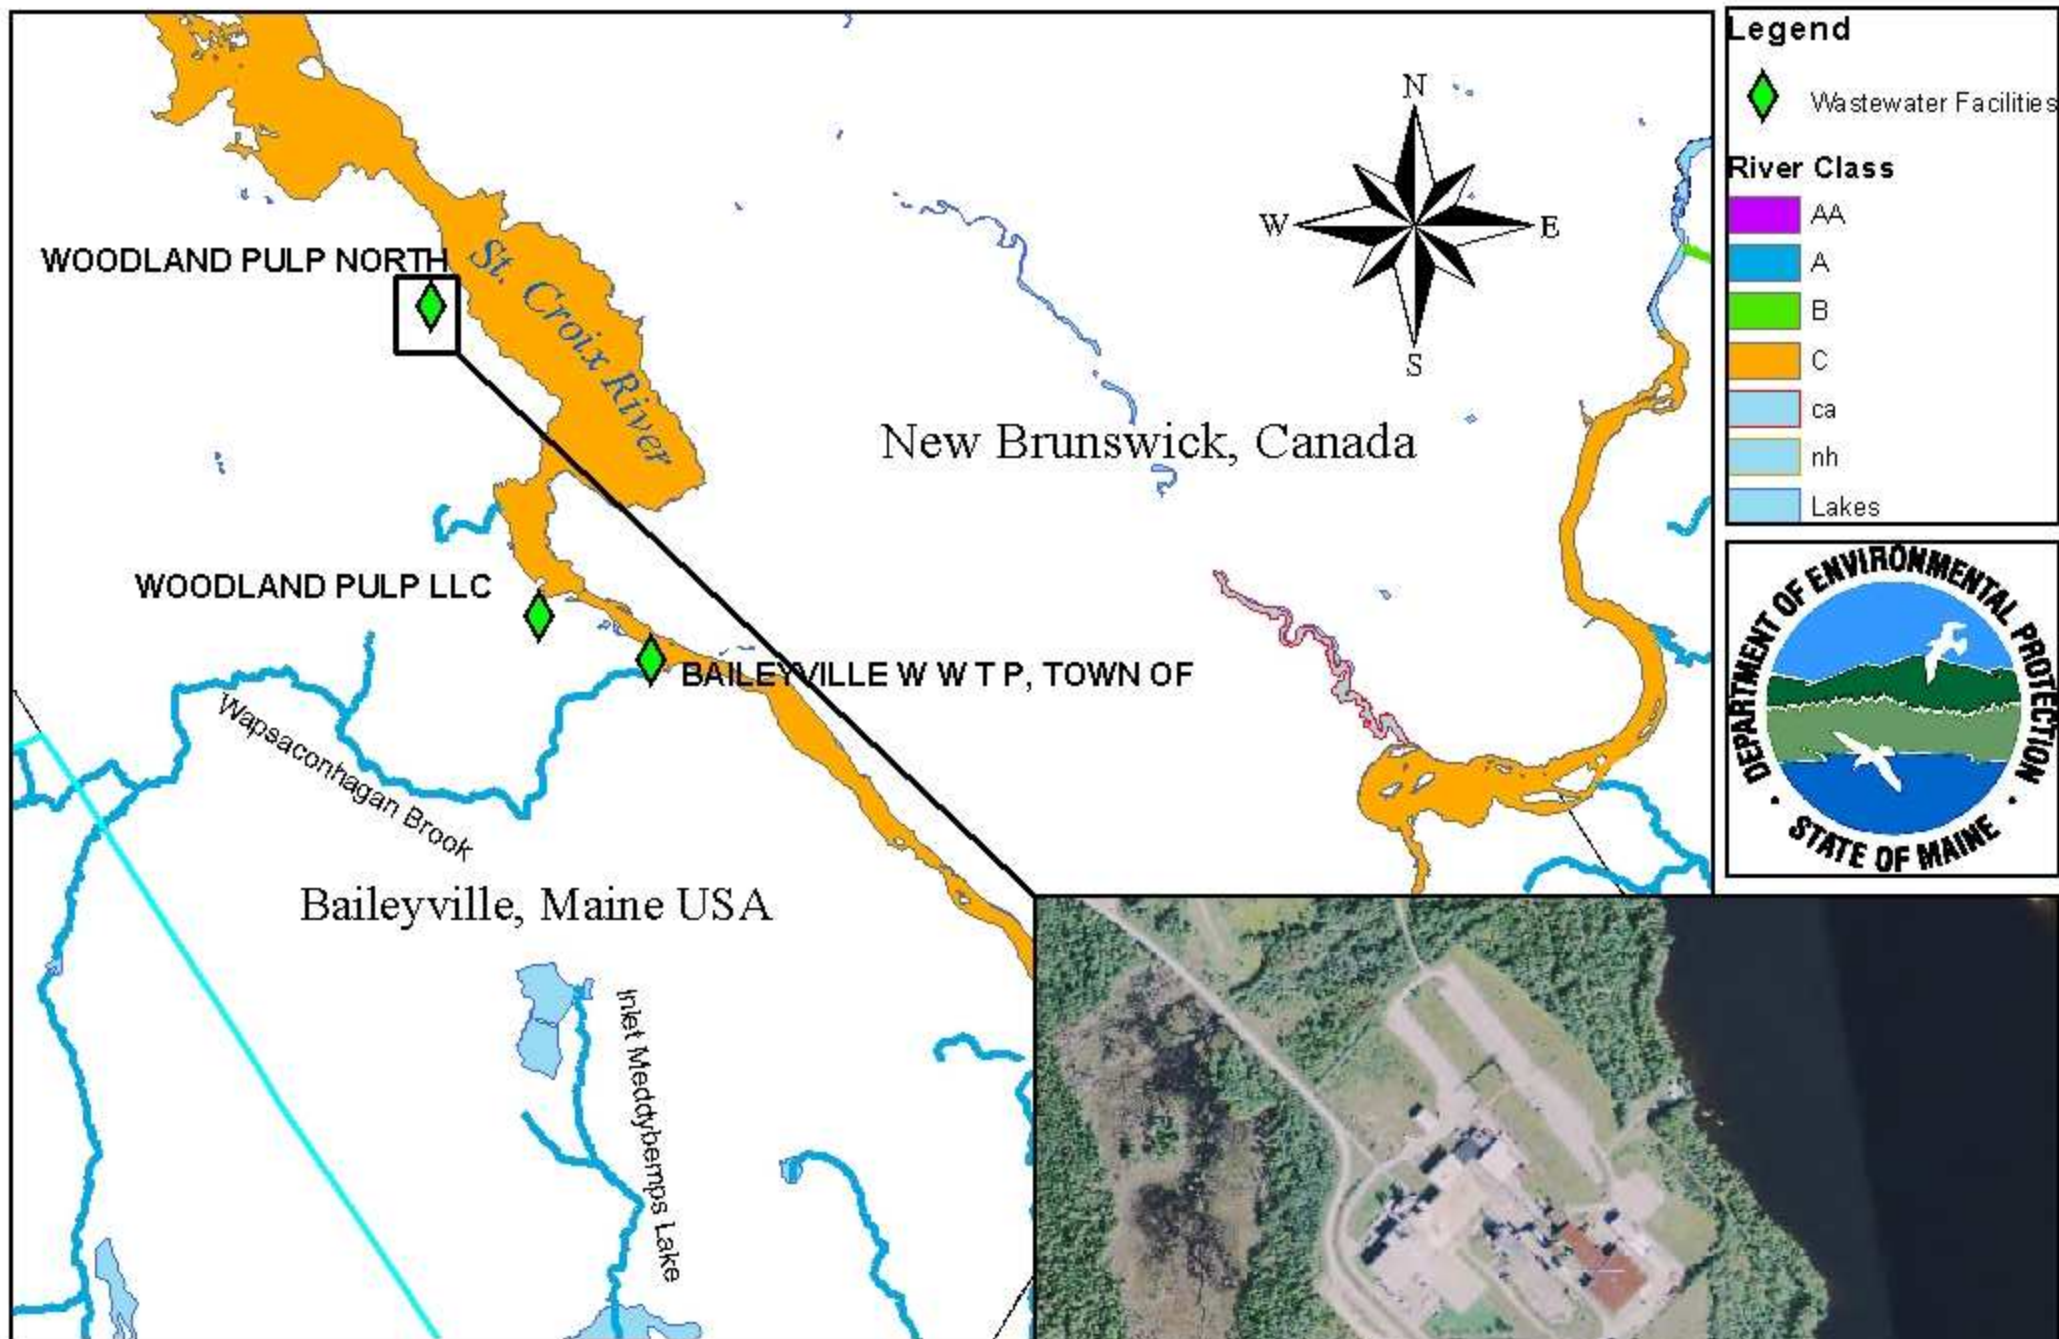 N
W
E
S
WOODLAND PULP NORTH
St. Croix River
New Brunswick, Canada
WOODLAND PULP LLC
BAILEYVILLE W W T P, TOWN OF
Wapsaconhagan Brook
Baileyville, Maine USA
Inlet Meddybemps Lake
Legend
Wastewater Facilities
River Class
AA
A
B
C
ca
nh
Lakes
DEPARTMENT OF ENVIRONMENTAL PROTECTION
• STATE OF MAINE •